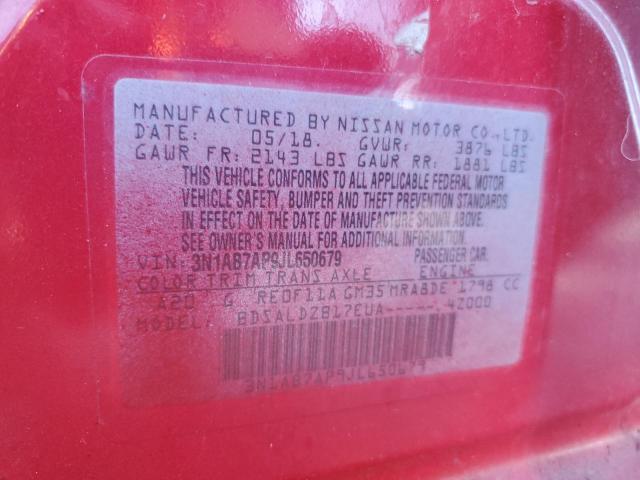 MANUFACTURED BY NISSAN MOTOR CO.,LTD.
DATE: 05/18. GVWR: 3876 LBS
GAWR FR: 2143 LBS GAWR RR: 1881 LBS
THIS VEHICLE CONFORMS TO ALL APPLICABLE FEDERAL MOTOR
VEHICLE SAFETY, BUMPER AND THEFT PREVENTION STANDARDS
IN EFFECT ON THE DATE OF MANUFACTURE SHOWN ABOVE.
SEE OWNER'S MANUAL FOR ADDITIONAL INFORMATION.
VIN: 3N1AB7AP9JL650679 PASSENGER CAR.
COLOR TRIM TRANS AXLE ENGINE
A20 G RE0F11A GM35 MRA8DE 1798 CC
MODEL: BDSALDZB17EUA-----.42000
3N1AB7AP9JL650679